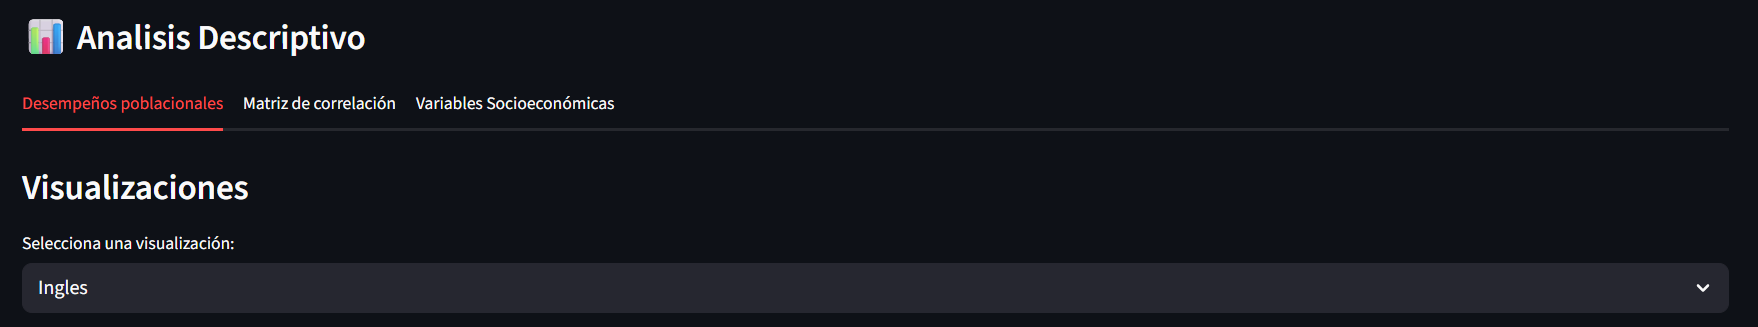 Analisis Descriptivo
Desempeños poblacionales Matriz de correlación Variables Socioeconómicas
Visualizaciones
Selecciona una visualización:
Ingles